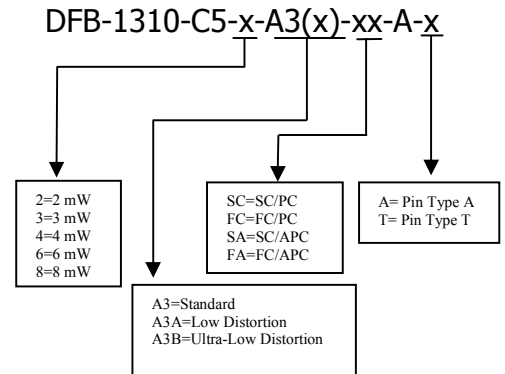 DFB-1310-C5-x-A3(x)-xx-A-x
2=2 mW
3=3 mW
4=4 mW
6=6 mW
8=8 mW
SC=SC/PC
FC=FC/PC
SA=SC/APC
FA=FC/APC
A= Pin Type A
T= Pin Type T
A3=Standard
A3A=Low Distortion
A3B=Ultra-Low Distortion